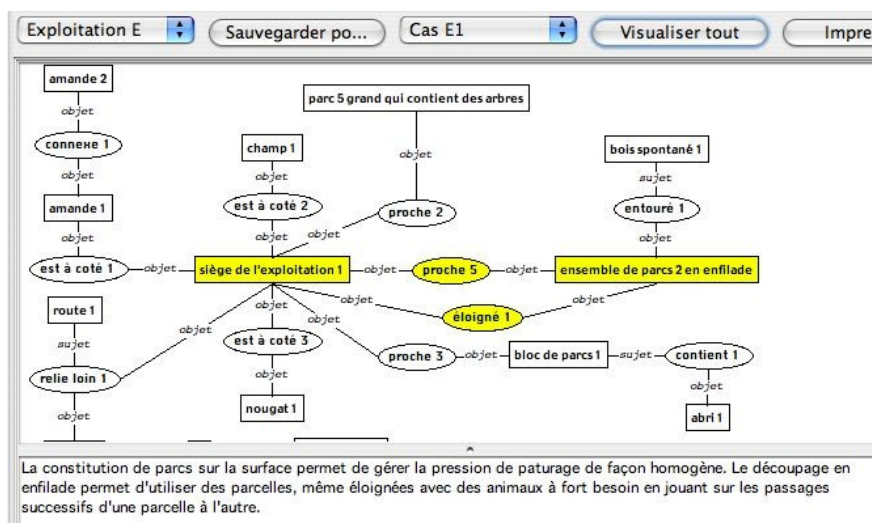 Exploitation E
Sauvegarder po...
Cas E1
Visualiser tout
Impre
amande 2
objet
parc 5 grand qui contient des arbres
connexe 1
champ 1
bois spontané 1
objet
objet
objet
sujet
amande 1
est à coté 2
proche 2
entouré 1
objet
objet
objet
objet
est à coté 1
objet
siège de l'exploitation 1
objet
proche 5
objet
ensemble de parcs 2 en enfilade
route 1
objet
objet
objet
objet
éloigné 1
objet
sujet
est à coté 3
proche 3
objet
bloc de parcs 1
sujet
contient 1
relie loin 1
objet
objet
objet
nougat 1
abri 1
La constitution de parcs sur la surface permet de gérer la pression de paturage de façon homogène. Le découpage en
enfilade permet d'utiliser des parcelles, même éloignées avec des animaux à fort besoin en jouant sur les passages
successifs d'une parcelle à l'autre.